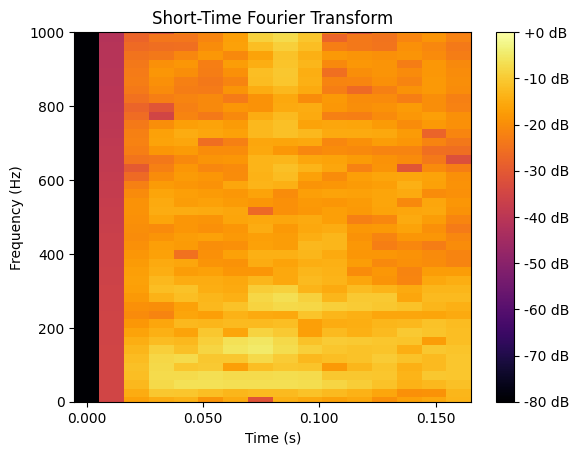 Short-Time Fourier Transform
1000
800
600
400
200
0
Frequency (Hz)
0.000
0.050
0.100
0.150
Time (s)
+0 dB
-10 dB
-20 dB
-30 dB
-40 dB
-50 dB
-60 dB
-70 dB
-80 dB